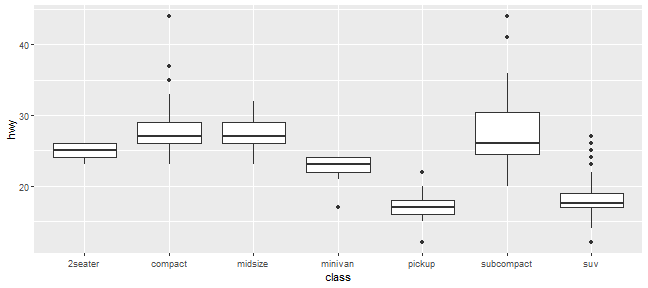 40
30
20
hwy
2seater compact midsize minivan pickup subcompact suv
class